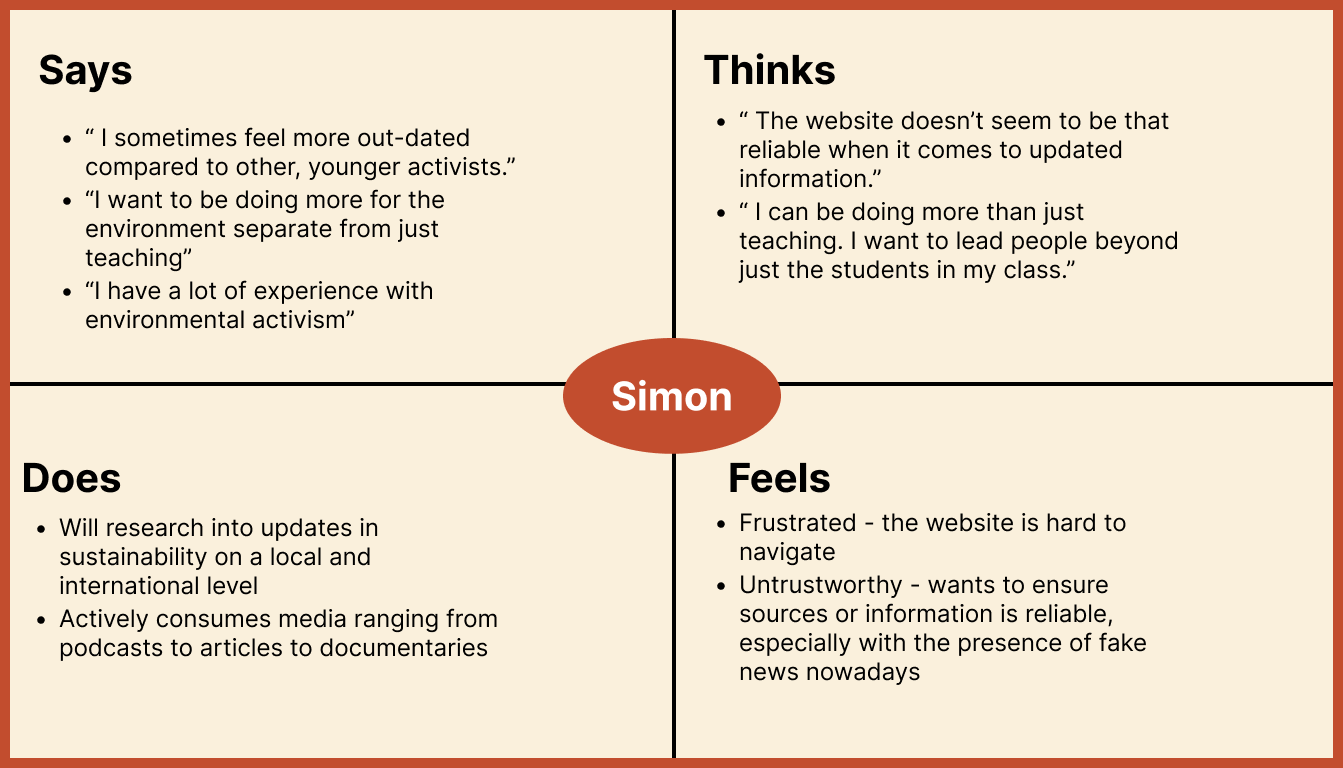 Says
• “ I sometimes feel more out-dated
compared to other, younger activists.”
• “I want to be doing more for the
environment separate from just
teaching”
• “I have a lot of experience with
environmental activism”
Thinks
• “ The website doesn’t seem to be that
reliable when it comes to updated
information.”
• “ I can be doing more than just
teaching. I want to lead people beyond
just the students in my class.”
Simon
Does
• Will research into updates in
sustainability on a local and
international level
• Actively consumes media ranging from
podcasts to articles to documentaries
Feels
• Frustrated - the website is hard to
navigate
• Untrustworthy - wants to ensure
sources or information is reliable,
especially with the presence of fake
news nowadays